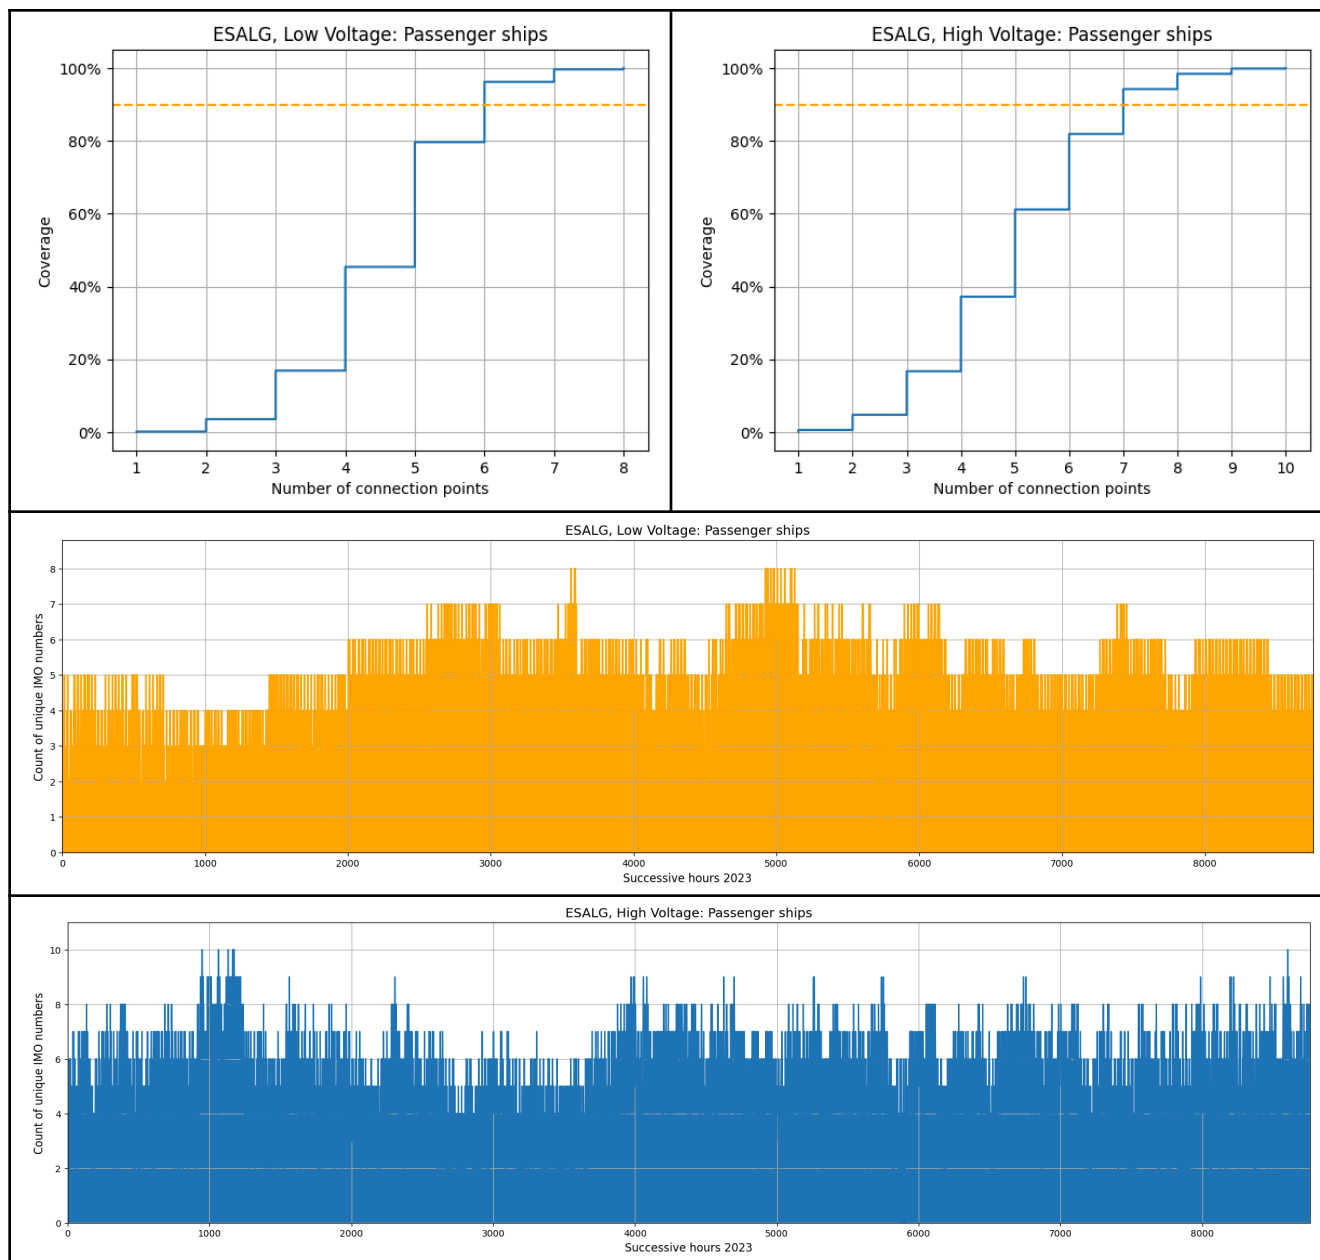 ESALG, Low Voltage: Passenger ships
100%
80%
60%
40%
20%
0%
Coverage
1 2 3 4 5 6 7 8
Number of connection points
ESALG, High Voltage: Passenger ships
100%
80%
60%
40%
20%
0%
Coverage
1 2 3 4 5 6 7 8 9 10
Number of connection points
ESALG, Low Voltage: Passenger ships
8
7
6
5
4
3
2
1
0
Count of unique IMO numbers
0 1000 2000 3000 4000 5000 6000 7000 8000
Successive hours 2023
ESALG, High Voltage: Passenger ships
10
8
6
4
2
0
Count of unique IMO numbers
0 1000 2000 3000 4000 5000 6000 7000 8000
Successive hours 2023